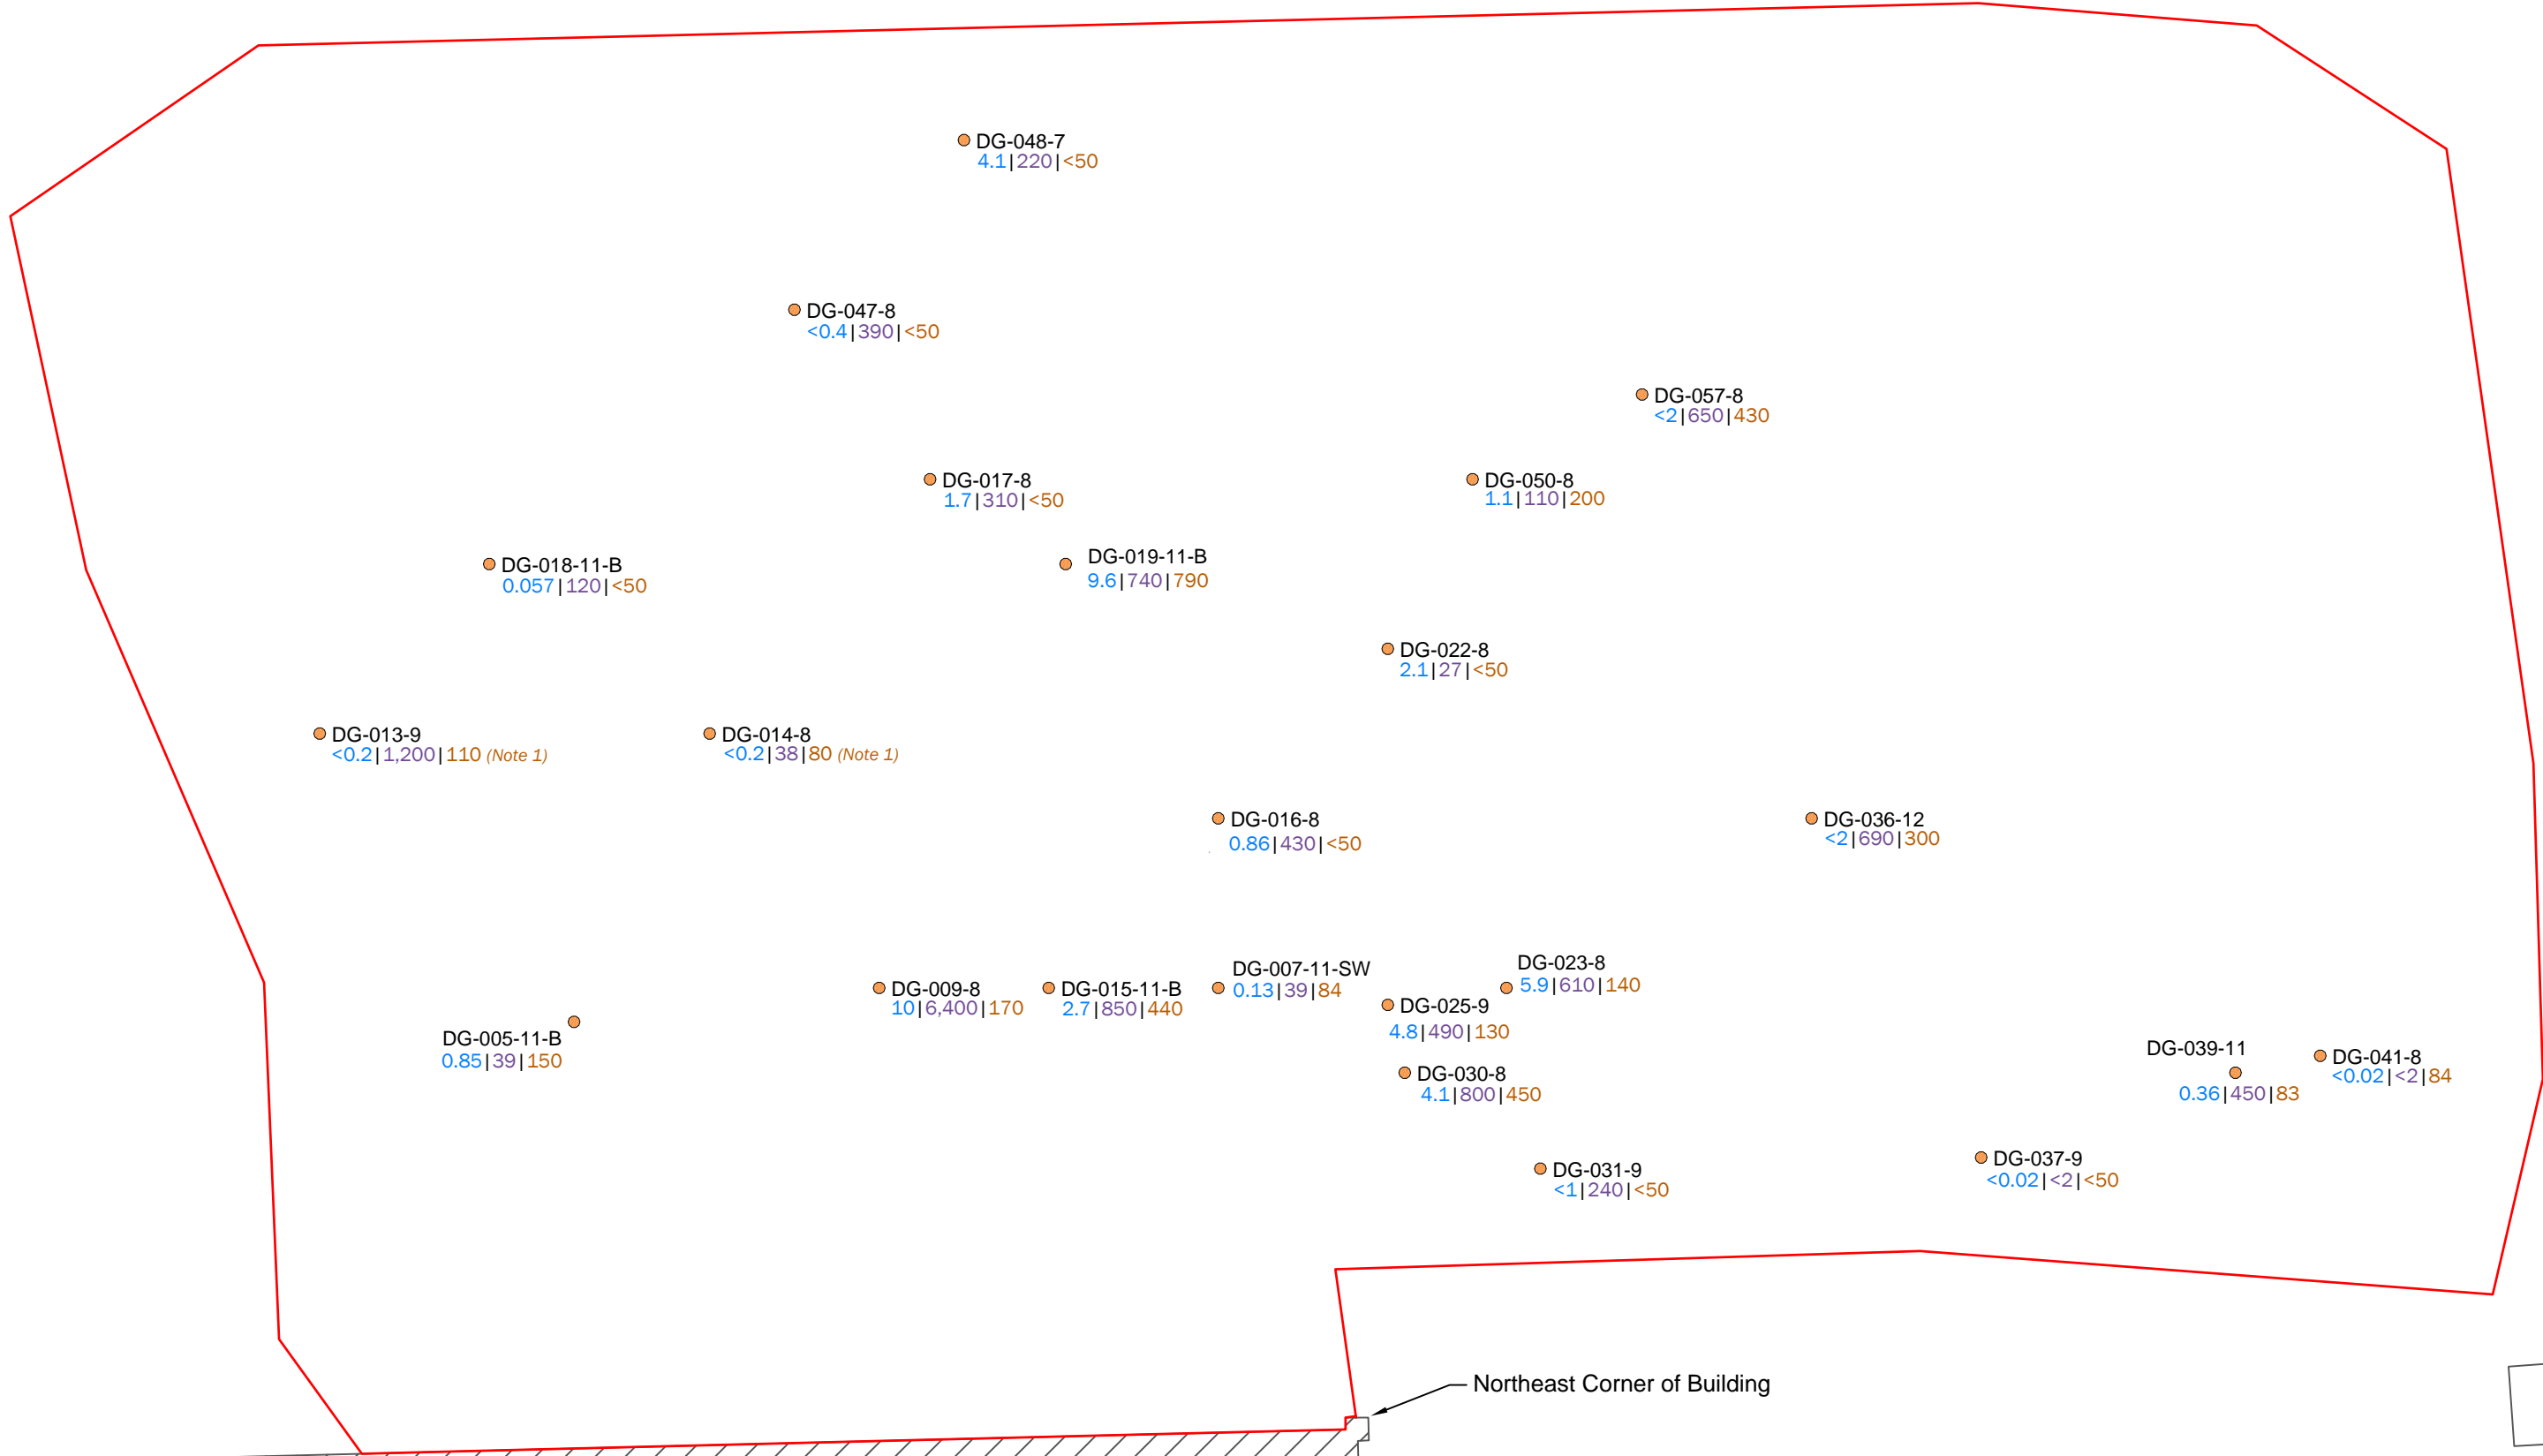 DG-048-7
4.1|220|<50
DG-047-8
<0.4|390|<50
DG-057-8
<2|650|430
DG-017-8
1.7|310|<50
DG-050-8
1.1|110|200
DG-018-11-B
0.057|120|<50
DG-019-11-B
9.6|740|790
DG-022-8
2.1|27|<50
DG-013-9
<0.2|1,200|110 (Note 1)
DG-014-8
<0.2|38|80 (Note 1)
DG-016-8
0.86|430|<50
DG-036-12
<2|690|300
DG-009-8
10|6,400|170
DG-015-11-B
2.7|850|440
DG-007-11-SW
0.13|39|84
DG-023-8
5.9|610|140
DG-025-9
4.8|490|130
DG-005-11-B
0.85|39|150
DG-030-8
4.1|800|450
DG-039-11
0.36|450|83
DG-041-8
<0.02|<2|84
DG-031-9
<1|240|<50
DG-037-9
<0.02|<2|<50
Northeast Corner of Building